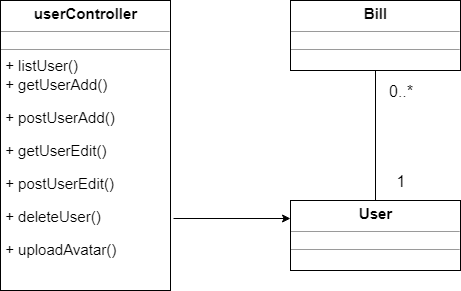 userController
+ listUser()
+ getUserAdd()
+ postUserAdd()
+ getUserEdit()
+ postUserEdit()
+ deleteUser()
+ uploadAvatar()
Bill
0..*
1
User